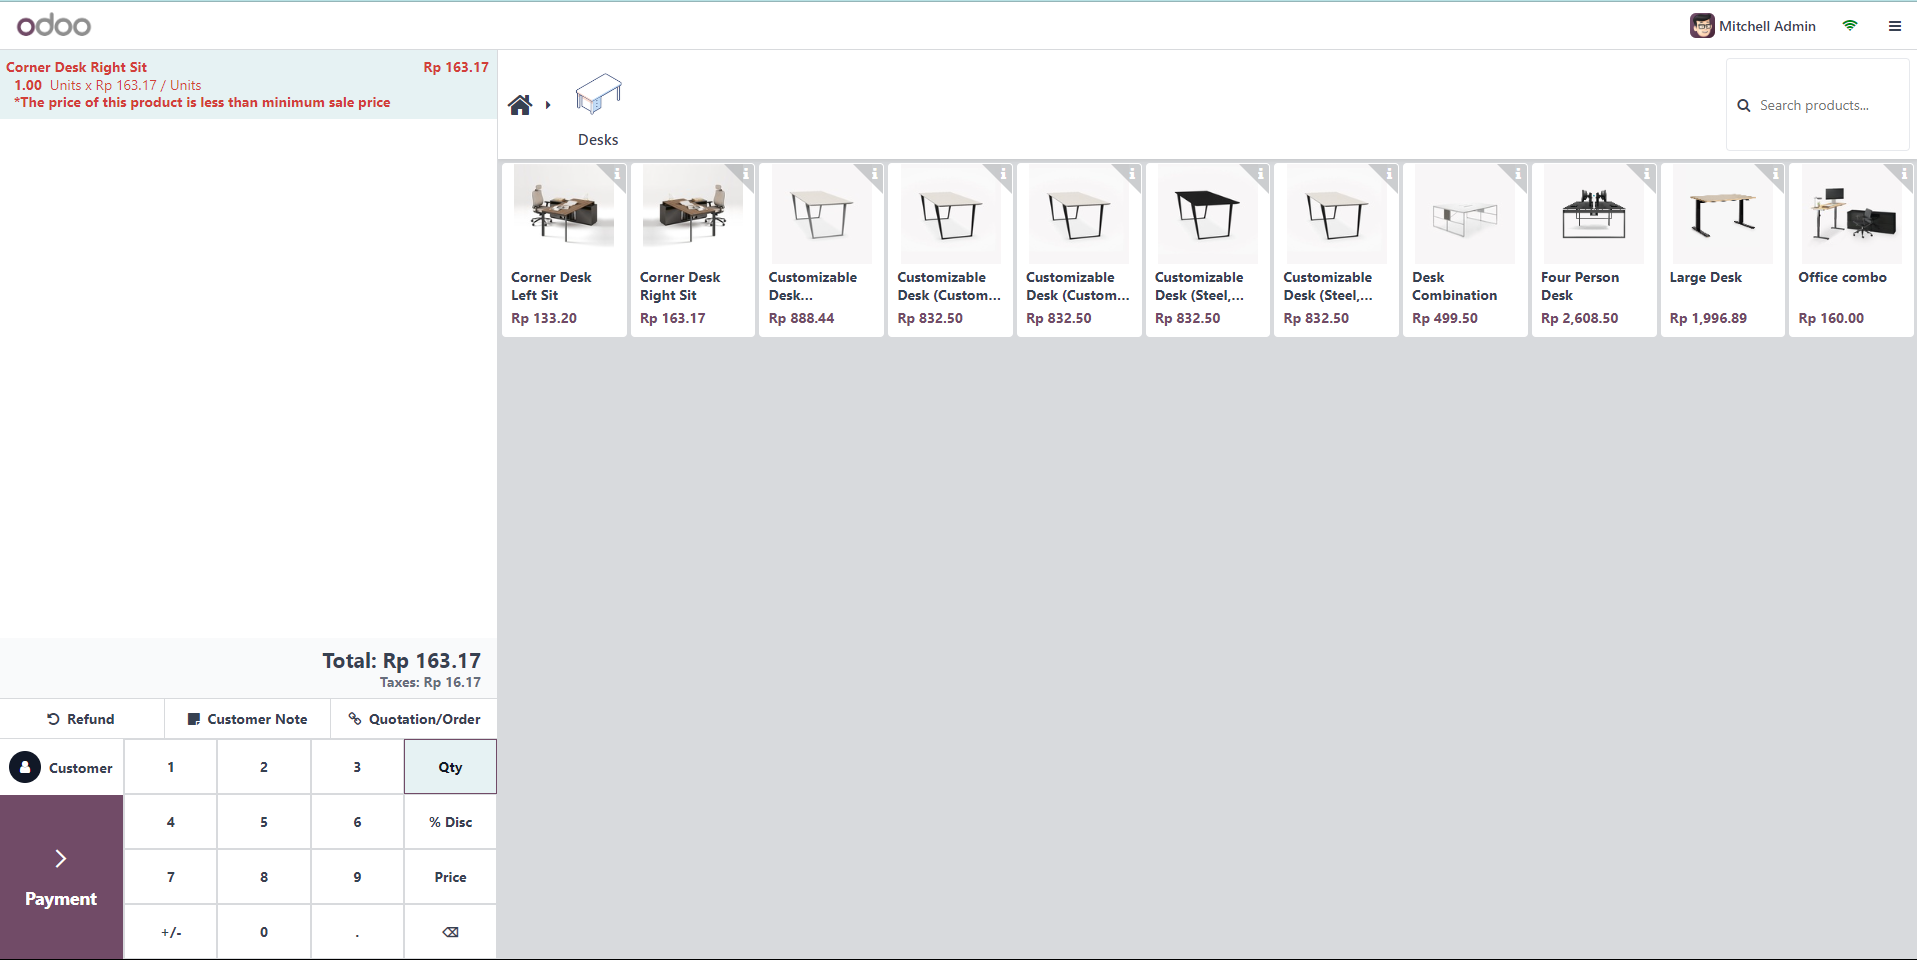 odoo
Mitchell Admin
Corner Desk Right Sit Rp 163.17
1.00 Units x Rp 163.17 / Units
*The price of this product is less than minimum sale price
Desks
Search products...
Corner Desk
Left Sit
Rp 133.20
Corner Desk
Right Sit
Rp 163.17
Customizable
Desk...
Rp 888.44
Customizable
Desk (Custom...
Rp 832.50
Customizable
Desk (Custom...
Rp 832.50
Customizable
Desk (Steel,...
Rp 832.50
Customizable
Desk (Steel,...
Rp 832.50
Desk
Combination
Rp 499.50
Four Person
Desk
Rp 2,608.50
Large Desk
Rp 1,996.89
Office combo
Rp 160.00
Total: Rp 163.17
Taxes: Rp 16.17
Refund Customer Note Quotation/Order
Customer 1 2 3 Qty
4 5 6 % Disc
7 8 9 Price
Payment
+/- 0 .